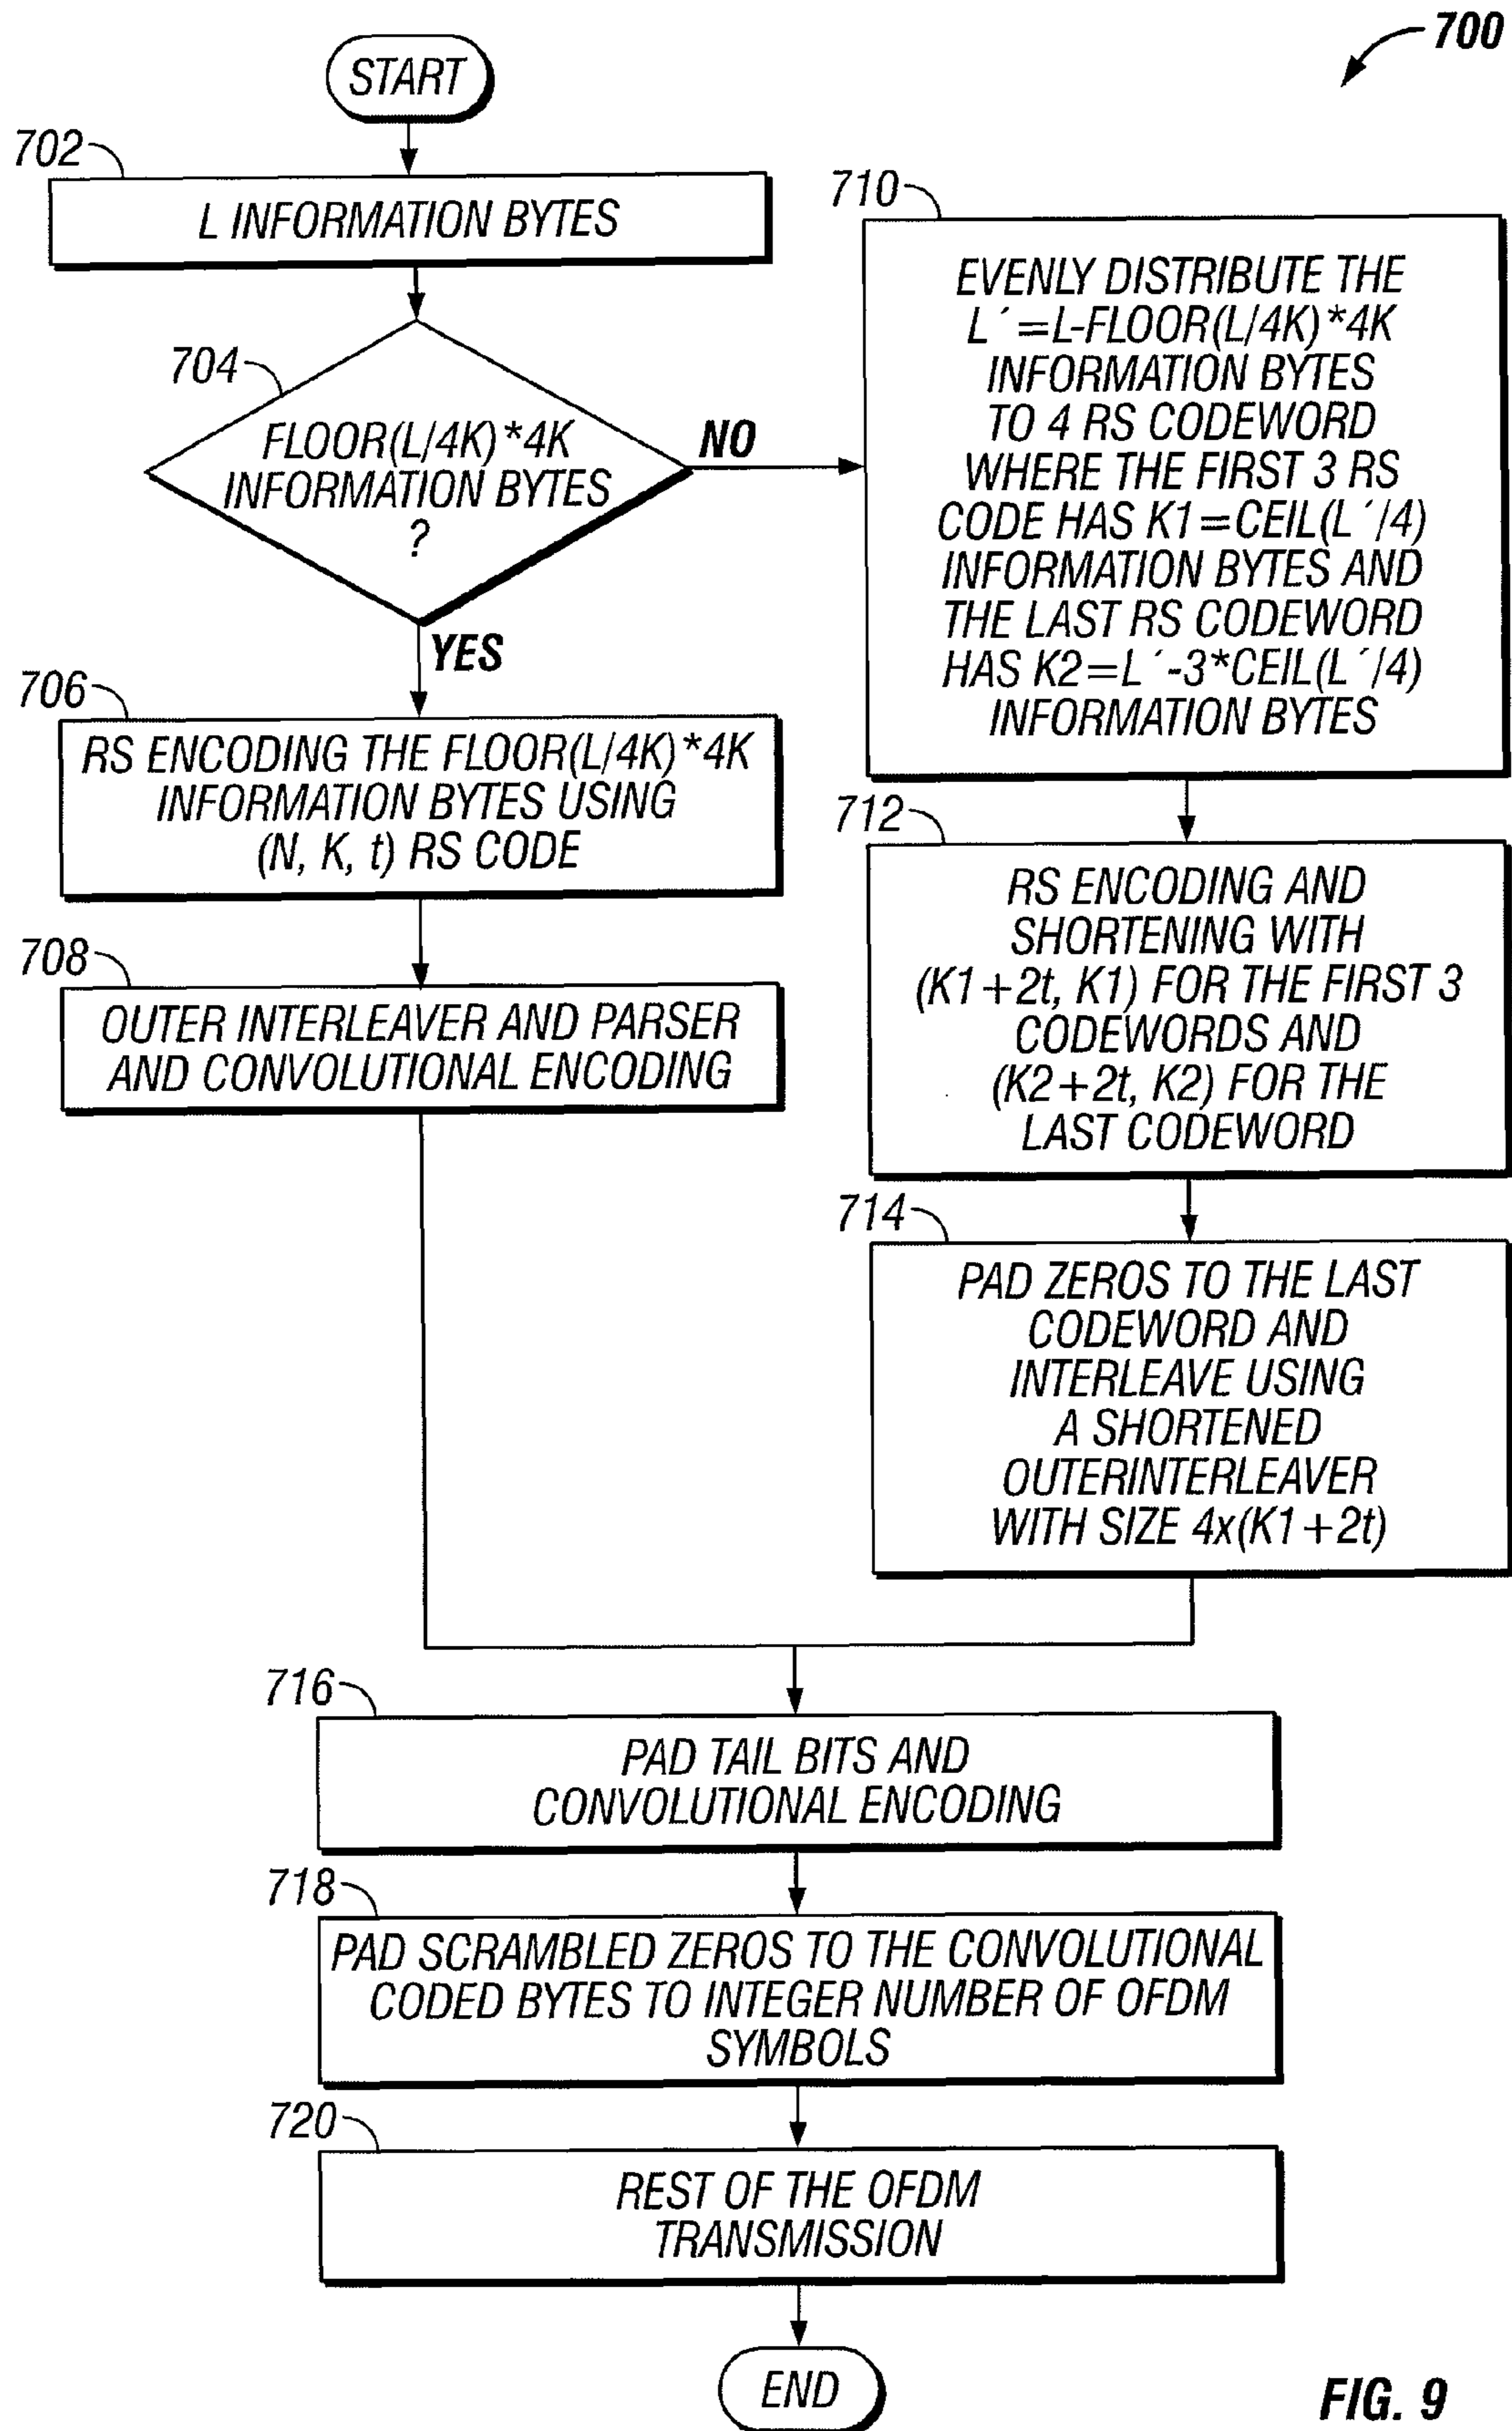 700
START
702
L INFORMATION BYTES
704
FLOOR(L/4K)*4K
INFORMATION BYTES
?
NO
YES
706
RS ENCODING THE FLOOR(L/4K)*4K
INFORMATION BYTES USING
(N, K, t) RS CODE
708
OUTER INTERLEAVER AND PARSER
AND CONVOLUTIONAL ENCODING
710
EVENLY DISTRIBUTE THE
L´=L-FLOOR(L/4K)*4K
INFORMATION BYTES
TO 4 RS CODEWORD
WHERE THE FIRST 3 RS
CODE HAS K1=CEIL(L´/4)
INFORMATION BYTES AND
THE LAST RS CODEWORD
HAS K2=L´-3*CEIL(L´/4)
INFORMATION BYTES
712
RS ENCODING AND
SHORTENING WITH
(K1+2t, K1) FOR THE FIRST 3
CODEWORDS AND
(K2+2t, K2) FOR THE
LAST CODEWORD
714
PAD ZEROS TO THE LAST
CODEWORD AND
INTERLEAVE USING
A SHORTENED
OUTERINTERLEAVER
WITH SIZE 4x(K1+2t)
716
PAD TAIL BITS AND
CONVOLUTIONAL ENCODING
718
PAD SCRAMBLED ZEROS TO THE CONVOLUTIONAL
CODED BYTES TO INTEGER NUMBER OF OFDM
SYMBOLS
720
REST OF THE OFDM
TRANSMISSION
END
FIG. 9